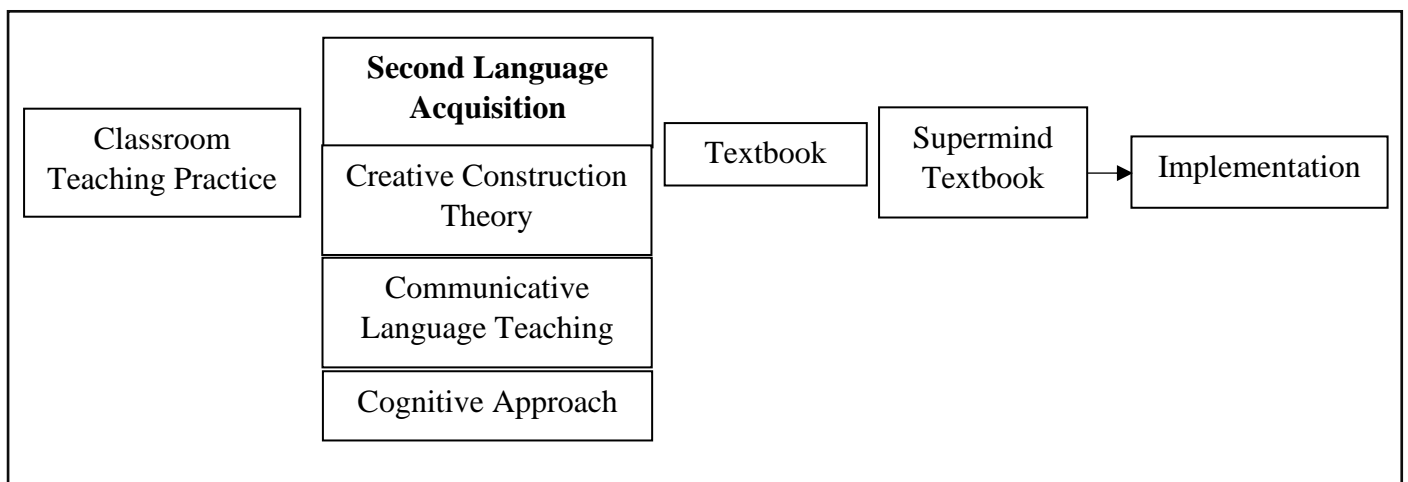 Classroom
Teaching Practice
Second Language
Acquisition
Creative Construction
Theory
Communicative
Language Teaching
Cognitive Approach
Textbook
Supermind
Textbook
Implementation